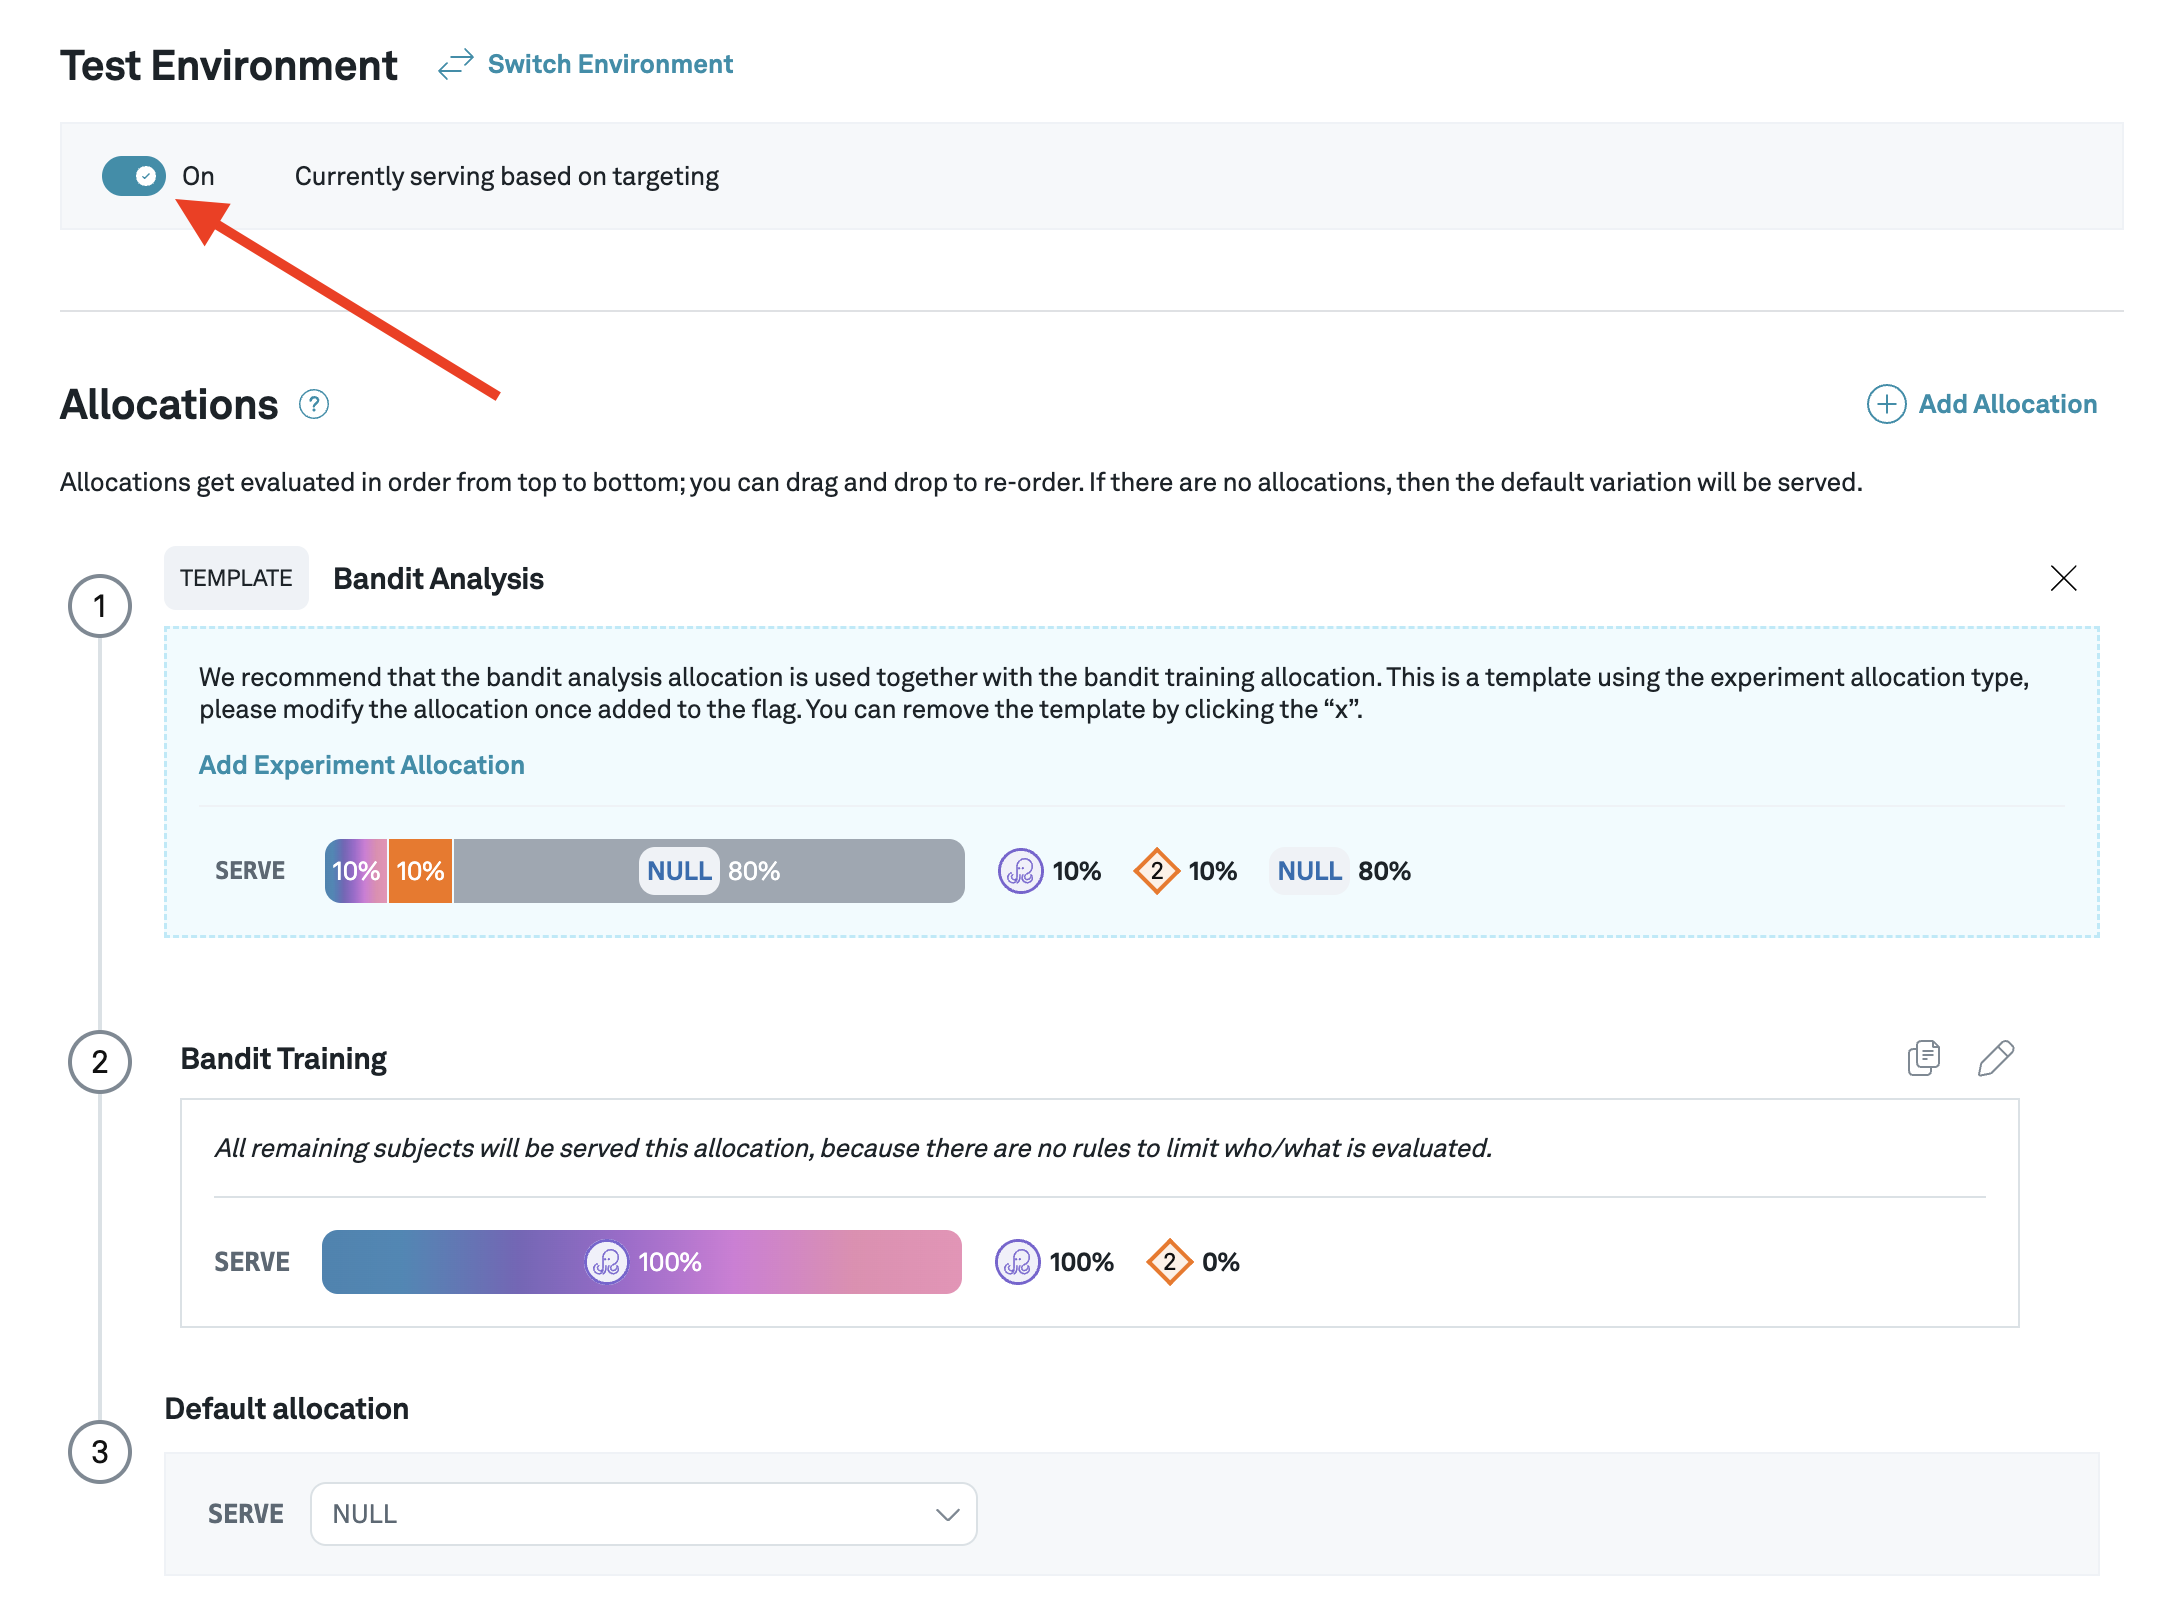 Test Environment
Switch Environment
On
Currently serving based on targeting
Allocations ?
Add Allocation
Allocations get evaluated in order from top to bottom; you can drag and drop to re-order. If there are no allocations, then the default variation will be served.
1
TEMPLATE
Bandit Analysis
We recommend that the bandit analysis allocation is used together with the bandit training allocation. This is a template using the experiment allocation type,
please modify the allocation once added to the flag. You can remove the template by clicking the “x”.
Add Experiment Allocation
SERVE 10% 10% NULL 80% 10% 2 10% NULL 80%
2
Bandit Training
All remaining subjects will be served this allocation, because there are no rules to limit who/what is evaluated.
SERVE 100% 100% 2 0%
Default allocation
3
SERVE NULL